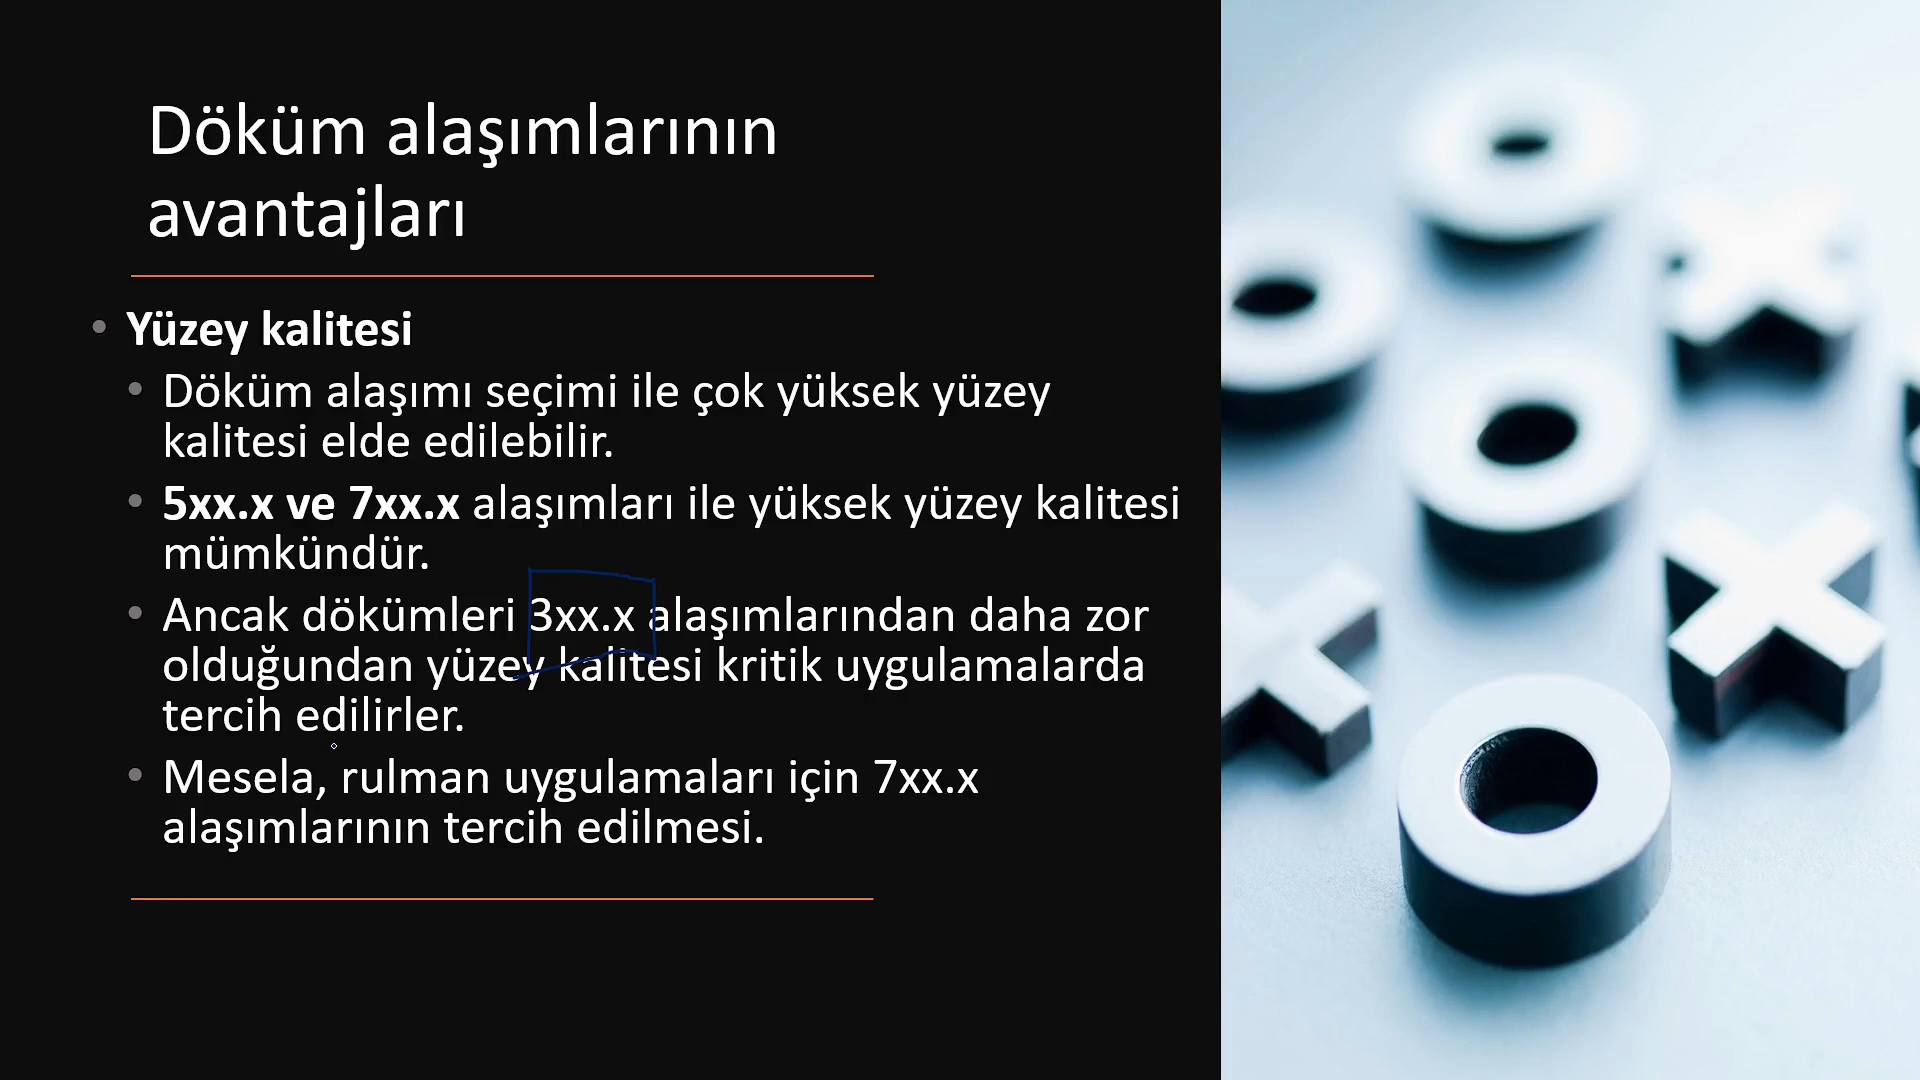 Döküm alaşımlarının
avantajları
Yüzey kalitesi
Döküm alaşımı seçimi ile çok yüksek yüzey
kalitesi elde edilebilir.
5xx.x ve 7xx.x alaşımları ile yüksek yüzey kalitesi
mümkündür.
Ancak dökümleri 3xx.x alaşımlarından daha zor
olduğundan yüzey kalitesi kritik uygulamalarda
tercih edilirler.
Mesela, rulman uygulamaları için 7xx.x
alaşımlarının tercih edilmesi.